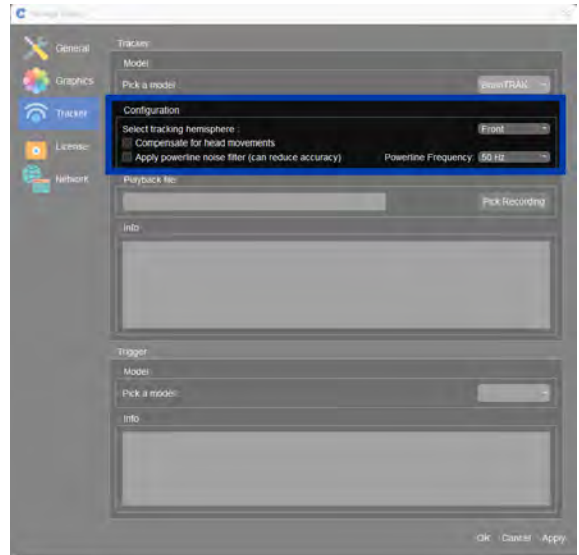 General
Graphics
Tracker
License
Network
Tracker
Model
Pick a model :
Configuration
Select tracking hemisphere :
Front
Compensate for head movements
Apply powerline noise filter (can reduce accuracy)
Powerline Frequency:
50 Hz
Playback file
Pick Recording
Info
Trigger
Model
Pick a model:
Info
Ok
Cancel
Apply